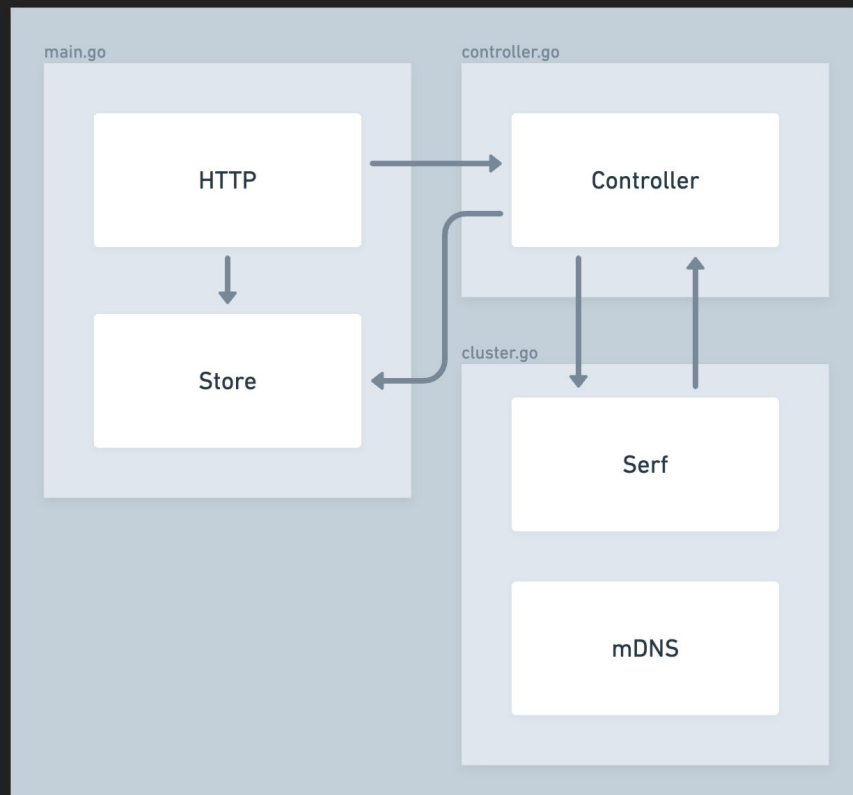 main.go
HTTP
Store
controller.go
Controller
cluster.go
Serf
mDNS